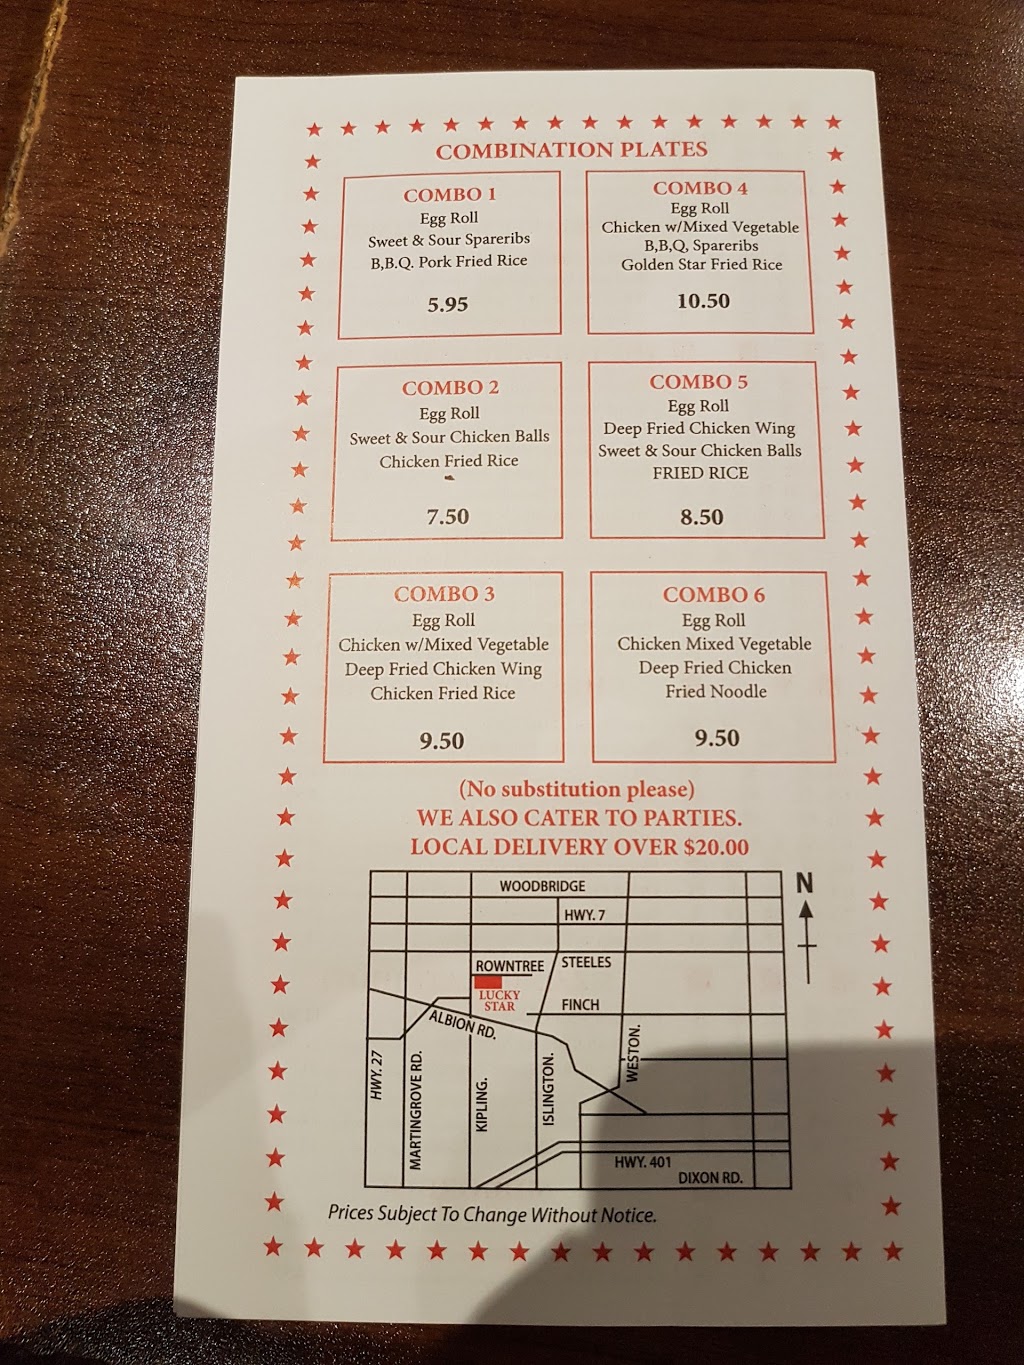 COMBINATION PLATES
COMBO 1
Egg Roll
Sweet & Sour Spareribs
B,B.Q. Pork Fried Rice
5.95
COMBO 4
Egg Roll
Chicken w/Mixed Vegetable
B,B,Q, Spareribs
Golden Star Fried Rice
10.50
COMBO 2
Egg Roll
Sweet & Sour Chicken Balls
Chicken Fried Rice
7.50
COMBO 5
Egg Roll
Deep Fried Chicken Wing
Sweet & Sour Chicken Balls
FRIED RICE
8.50
COMBO 3
Egg Roll
Chicken w/Mixed Vegetable
Deep Fried Chicken Wing
Chicken Fried Rice
9.50
COMBO 6
Egg Roll
Chicken Mixed Vegetable
Deep Fried Chicken
Fried Noodle
9.50
(No substitution please)
WE ALSO CATER TO PARTIES.
LOCAL DELIVERY OVER $20.00
N
WOODBRIDGE
HWY. 7
ROWNTREE
STEELES
LUCKY
STAR
FINCH
ALBION RD.
HWY. 27
MARTINGROVE RD.
KIPLING.
ISLINGTON.
WESTON.
HWY. 401
DIXON RD.
Prices Subject To Change Without Notice.